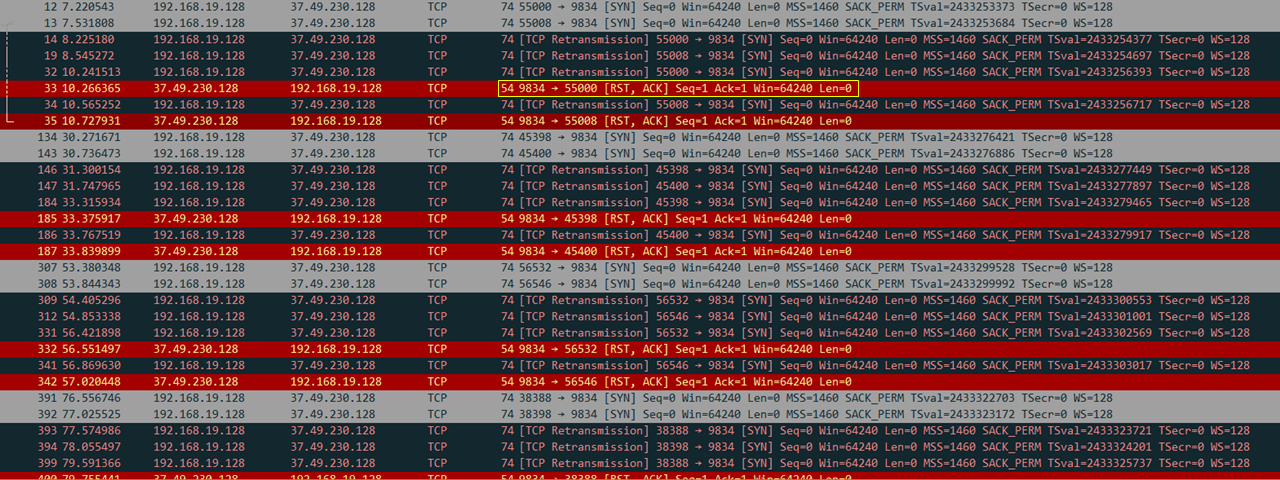 12 7.220543 192.168.19.128 37.49.230.128 TCP 74 55000 → 9834 [SYN] Seq=0 Win=64240 Len=0 MSS=1460 SACK_PERM TSval=2433253373 TSecr=0 WS=128
13 7.531808 192.168.19.128 37.49.230.128 TCP 74 55008 → 9834 [SYN] Seq=0 Win=64240 Len=0 MSS=1460 SACK_PERM TSval=2433253684 TSecr=0 WS=128
14 8.225180 192.168.19.128 37.49.230.128 TCP 74 [TCP Retransmission] 55000 → 9834 [SYN] Seq=0 Win=64240 Len=0 MSS=1460 SACK_PERM TSval=2433254377 TSecr=0 WS=128
19 8.545272 192.168.19.128 37.49.230.128 TCP 74 [TCP Retransmission] 55008 → 9834 [SYN] Seq=0 Win=64240 Len=0 MSS=1460 SACK_PERM TSval=2433254697 TSecr=0 WS=128
32 10.241513 192.168.19.128 37.49.230.128 TCP 74 [TCP Retransmission] 55000 → 9834 [SYN] Seq=0 Win=64240 Len=0 MSS=1460 SACK_PERM TSval=2433256393 TSecr=0 WS=128
33 10.266365 37.49.230.128 192.168.19.128 TCP 54 9834 → 55000 [RST, ACK] Seq=1 Ack=1 Win=64240 Len=0
34 10.565252 192.168.19.128 37.49.230.128 TCP 74 [TCP Retransmission] 55008 → 9834 [SYN] Seq=0 Win=64240 Len=0 MSS=1460 SACK_PERM TSval=2433256717 TSecr=0 WS=128
35 10.727931 37.49.230.128 192.168.19.128 TCP 54 9834 → 55008 [RST, ACK] Seq=1 Ack=1 Win=64240 Len=0
134 30.271671 192.168.19.128 37.49.230.128 TCP 74 45398 → 9834 [SYN] Seq=0 Win=64240 Len=0 MSS=1460 SACK_PERM TSval=2433276421 TSecr=0 WS=128
143 30.736473 192.168.19.128 37.49.230.128 TCP 74 45400 → 9834 [SYN] Seq=0 Win=64240 Len=0 MSS=1460 SACK_PERM TSval=2433276886 TSecr=0 WS=128
146 31.300154 192.168.19.128 37.49.230.128 TCP 74 [TCP Retransmission] 45398 → 9834 [SYN] Seq=0 Win=64240 Len=0 MSS=1460 SACK_PERM TSval=2433277449 TSecr=0 WS=128
147 31.747965 192.168.19.128 37.49.230.128 TCP 74 [TCP Retransmission] 45400 → 9834 [SYN] Seq=0 Win=64240 Len=0 MSS=1460 SACK_PERM TSval=2433277897 TSecr=0 WS=128
184 33.315934 192.168.19.128 37.49.230.128 TCP 74 [TCP Retransmission] 45398 → 9834 [SYN] Seq=0 Win=64240 Len=0 MSS=1460 SACK_PERM TSval=2433279465 TSecr=0 WS=128
185 33.375917 37.49.230.128 192.168.19.128 TCP 54 9834 → 45398 [RST, ACK] Seq=1 Ack=1 Win=64240 Len=0
186 33.767519 192.168.19.128 37.49.230.128 TCP 74 [TCP Retransmission] 45400 → 9834 [SYN] Seq=0 Win=64240 Len=0 MSS=1460 SACK_PERM TSval=2433279917 TSecr=0 WS=128
187 33.839899 37.49.230.128 192.168.19.128 TCP 54 9834 → 45400 [RST, ACK] Seq=1 Ack=1 Win=64240 Len=0
307 53.380348 192.168.19.128 37.49.230.128 TCP 74 56532 → 9834 [SYN] Seq=0 Win=64240 Len=0 MSS=1460 SACK_PERM TSval=2433299528 TSecr=0 WS=128
308 53.844343 192.168.19.128 37.49.230.128 TCP 74 56546 → 9834 [SYN] Seq=0 Win=64240 Len=0 MSS=1460 SACK_PERM TSval=2433299992 TSecr=0 WS=128
309 54.405296 192.168.19.128 37.49.230.128 TCP 74 [TCP Retransmission] 56532 → 9834 [SYN] Seq=0 Win=64240 Len=0 MSS=1460 SACK_PERM TSval=2433300553 TSecr=0 WS=128
312 54.853338 192.168.19.128 37.49.230.128 TCP 74 [TCP Retransmission] 56546 → 9834 [SYN] Seq=0 Win=64240 Len=0 MSS=1460 SACK_PERM TSval=2433301001 TSecr=0 WS=128
331 56.421898 192.168.19.128 37.49.230.128 TCP 74 [TCP Retransmission] 56532 → 9834 [SYN] Seq=0 Win=64240 Len=0 MSS=1460 SACK_PERM TSval=2433302569 TSecr=0 WS=128
332 56.551497 37.49.230.128 192.168.19.128 TCP 54 9834 → 56532 [RST, ACK] Seq=1 Ack=1 Win=64240 Len=0
341 56.869630 192.168.19.128 37.49.230.128 TCP 74 [TCP Retransmission] 56546 → 9834 [SYN] Seq=0 Win=64240 Len=0 MSS=1460 SACK_PERM TSval=2433303017 TSecr=0 WS=128
342 57.020448 37.49.230.128 192.168.19.128 TCP 54 9834 → 56546 [RST, ACK] Seq=1 Ack=1 Win=64240 Len=0
391 76.556746 192.168.19.128 37.49.230.128 TCP 74 38388 → 9834 [SYN] Seq=0 Win=64240 Len=0 MSS=1460 SACK_PERM TSval=2433322703 TSecr=0 WS=128
392 77.025525 192.168.19.128 37.49.230.128 TCP 74 38398 → 9834 [SYN] Seq=0 Win=64240 Len=0 MSS=1460 SACK_PERM TSval=2433323172 TSecr=0 WS=128
393 77.574986 192.168.19.128 37.49.230.128 TCP 74 [TCP Retransmission] 38388 → 9834 [SYN] Seq=0 Win=64240 Len=0 MSS=1460 SACK_PERM TSval=2433323721 TSecr=0 WS=128
394 78.055497 192.168.19.128 37.49.230.128 TCP 74 [TCP Retransmission] 38398 → 9834 [SYN] Seq=0 Win=64240 Len=0 MSS=1460 SACK_PERM TSval=2433324201 TSecr=0 WS=128
399 79.591366 192.168.19.128 37.49.230.128 TCP 74 [TCP Retransmission] 38388 → 9834 [SYN] Seq=0 Win=64240 Len=0 MSS=1460 SACK_PERM TSval=2433325737 TSecr=0 WS=128